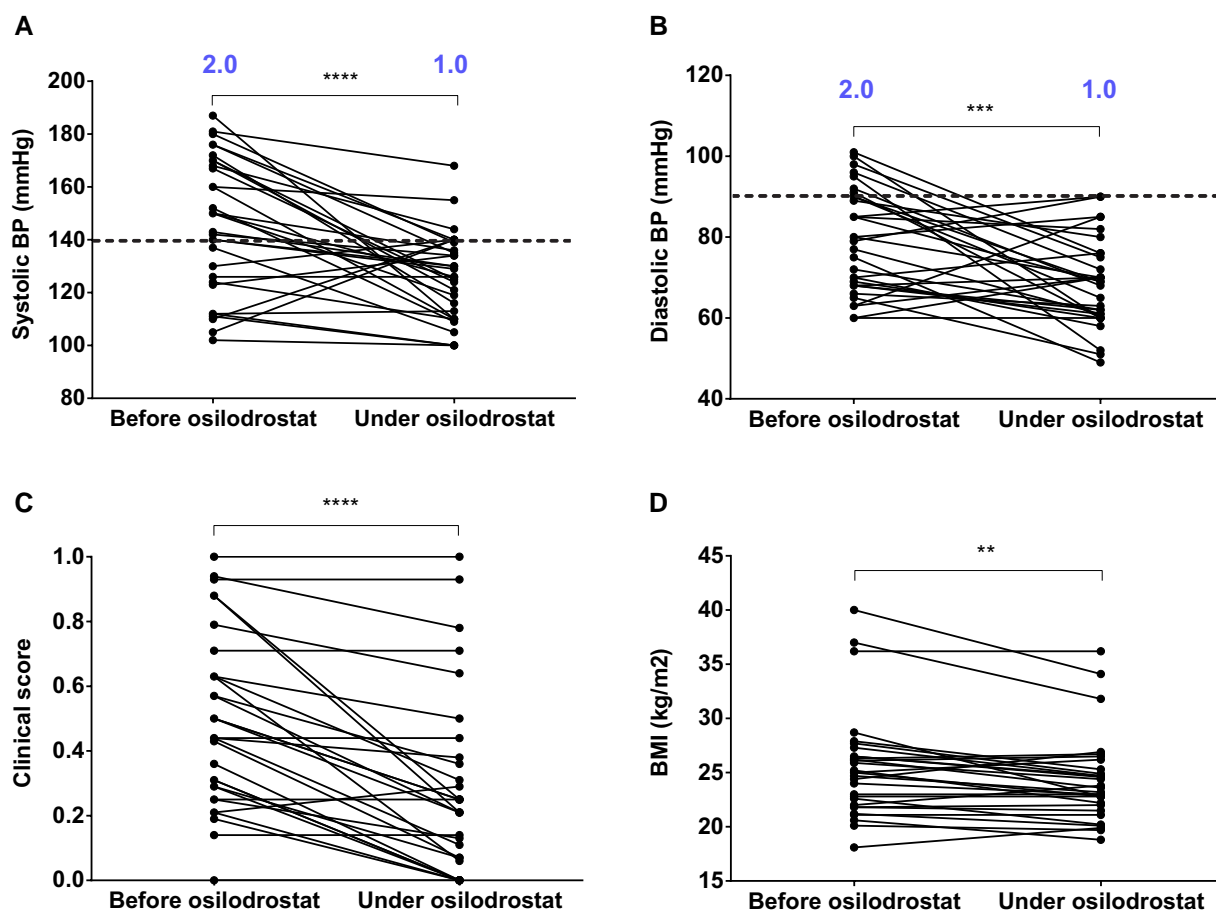 A
2.0 **** 1.0
Systolic BP (mmHg)
200
180
160
140
120
100
80
Before osilodrostat Under osilodrostat
B
2.0 *** 1.0
Diastolic BP (mmHg)
120
100
80
60
40
Before osilodrostat Under osilodrostat
C
****
Clinical score
1.0
0.8
0.6
0.4
0.2
0.0
Before osilodrostat Under osilodrostat
D
**
BMI (kg/m2)
45
40
35
30
25
20
15
Before osilodrostat Under osilodrostat